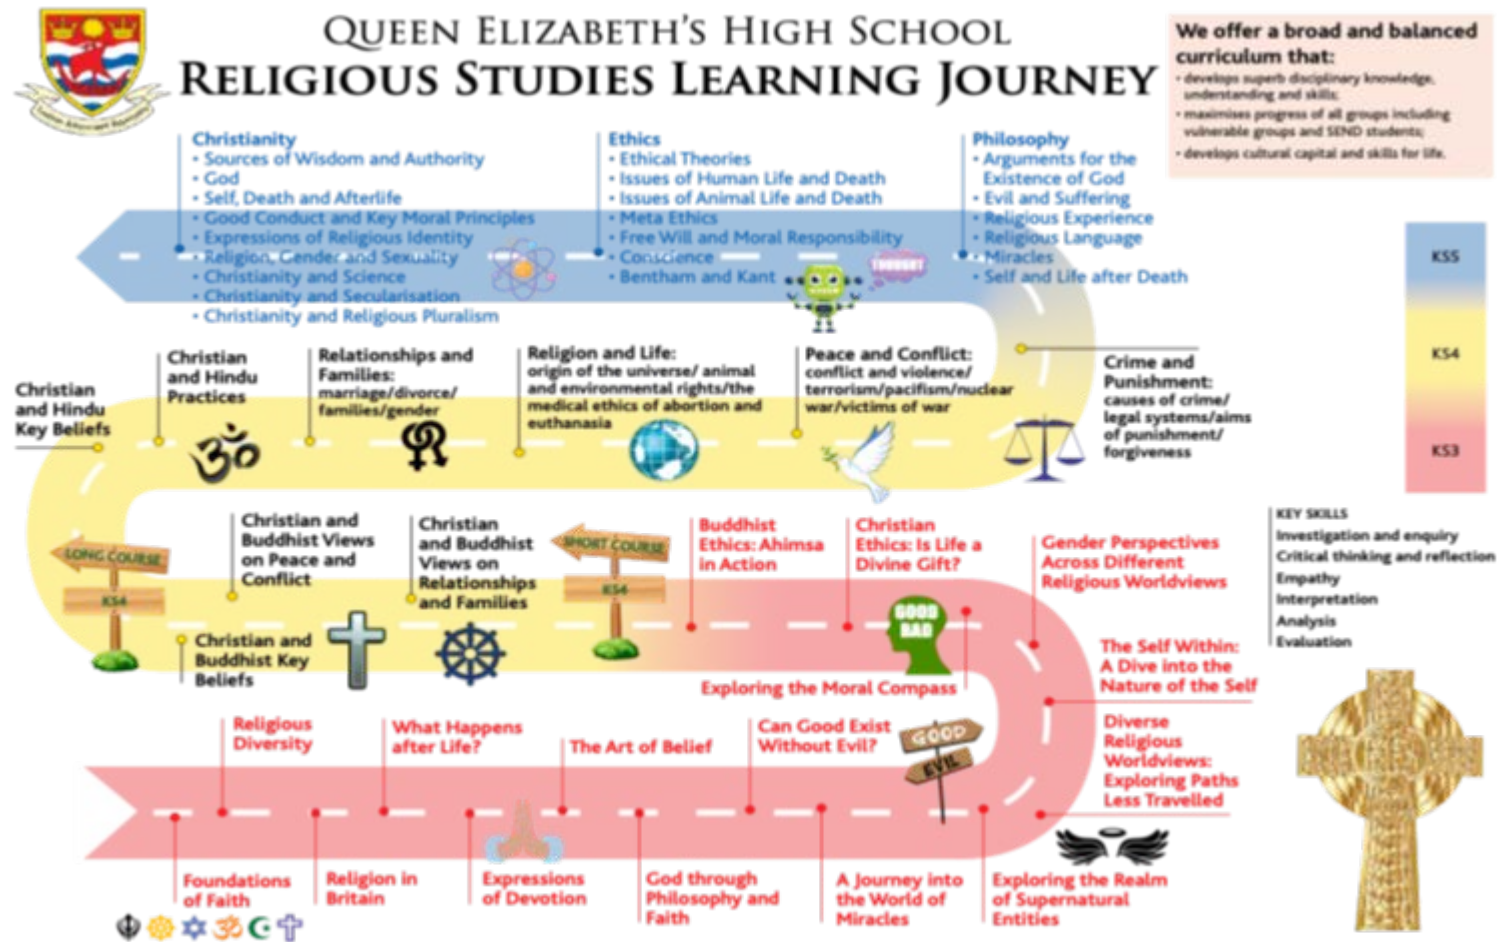 QUEEN ELIZABETH'S HIGH SCHOOL
RELIGIOUS STUDIES LEARNING JOURNEY
We offer a broad and balanced
curriculum that:
• develops superb disciplinary knowledge,
understanding and skills;
• maximises progress of all groups including
vulnerable groups and SEND students;
• develops cultural capital and skills for life.
Christianity
• Sources of Wisdom and Authority
• God
• Self, Death and Afterlife
• Good Conduct and Key Moral Principles
• Expressions of Religious Identity
• Religion, Gender and Sexuality
• Christianity and Science
• Christianity and Secularisation
• Christianity and Religious Pluralism
Ethics
• Ethical Theories
• Issues of Human Life and Death
• Issues of Animal Life and Death
• Meta Ethics
• Free Will and Moral Responsibility
• Conscience
• Bentham and Kant
THOUGHT
Philosophy
• Arguments for the
Existence of God
• Evil and Suffering
• Religious Experience
• Religious Language
• Miracles
• Self and Life after Death
KS5
KS4
KS3
Christian
and Hindu
Key Beliefs
Christian
and Hindu
Practices
Relationships and
Families:
marriage/divorce/
families/gender
Religion and Life:
origin of the universe/ animal
and environmental rights/the
medical ethics of abortion and
euthanasia
Peace and Conflict:
conflict and violence/
terrorism/pacifism/nuclear
war/victims of war
Crime and
Punishment:
causes of crime/
legal systems/aims
of punishment/
forgiveness
LONG COURSE
KS4
Christian and
Buddhist Views
on Peace and
Conflict
Christian
and Buddhist
Views on
Relationships
and Families
SHORT COURSE
KS4
Christian and
Buddhist Key
Beliefs
Buddhist
Ethics: Ahimsa
in Action
Christian
Ethics: Is Life a
Divine Gift?
GOOD
BAD
Gender Perspectives
Across Different
Religious Worldviews
KEY SKILLS
Investigation and enquiry
Critical thinking and reflection
Empathy
Interpretation
Analysis
Evaluation
Exploring the Moral Compass
The Self Within:
A Dive into the
Nature of the Self
Diverse
Religious
Worldviews:
Exploring Paths
Less Travelled
Religious
Diversity
What Happens
after Life?
The Art of Belief
Can Good Exist
Without Evil?
GOOD
EVIL
Foundations
of Faith
Religion in
Britain
Expressions
of Devotion
God through
Philosophy and
Faith
A Journey into
the World of
Miracles
Exploring the Realm
of Supernatural
Entities